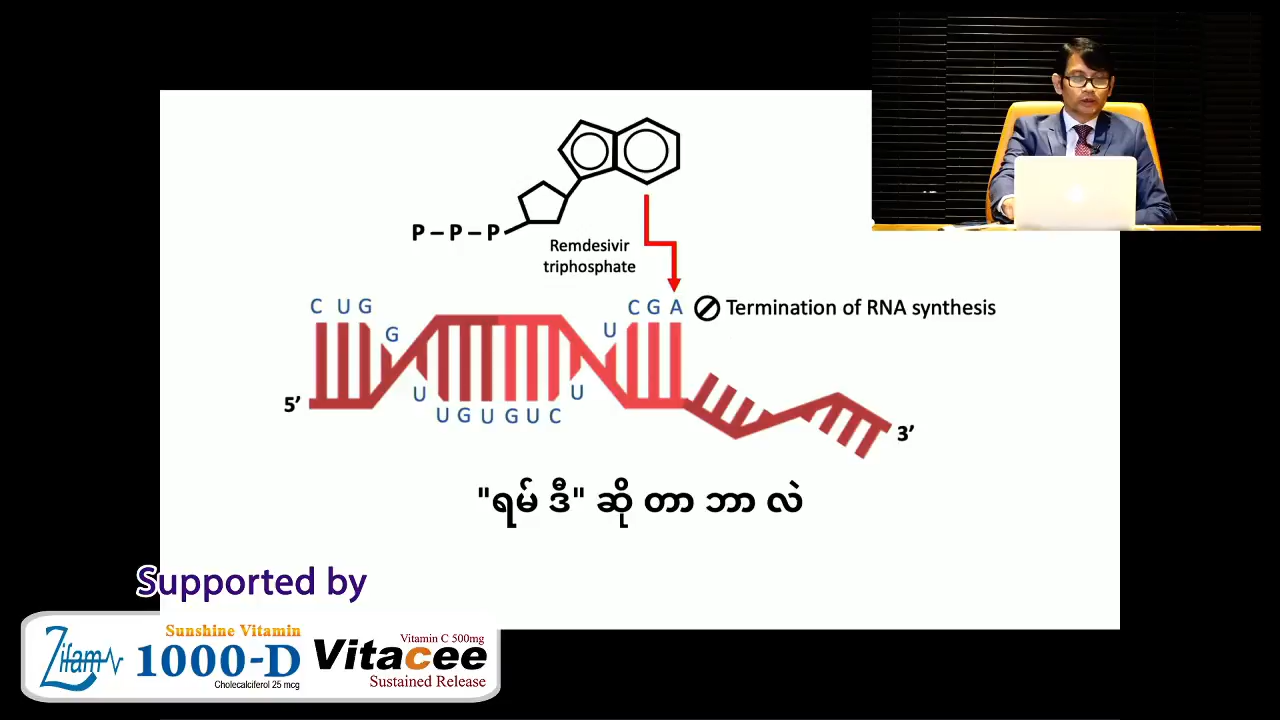 P – P – P
Remdesivir
triphosphate
C U G
G
U
U G U G U C
U
U
C G A
Termination of RNA synthesis
5’
3’
"ရမ် ဒီ" ဆို တာ ဘာ လဲ
Supported by
Zifam
Sunshine Vitamin
1000-D
Cholecalciferol 25 mcg
Vitamin C 500mg
Vitacee
Sustained Release